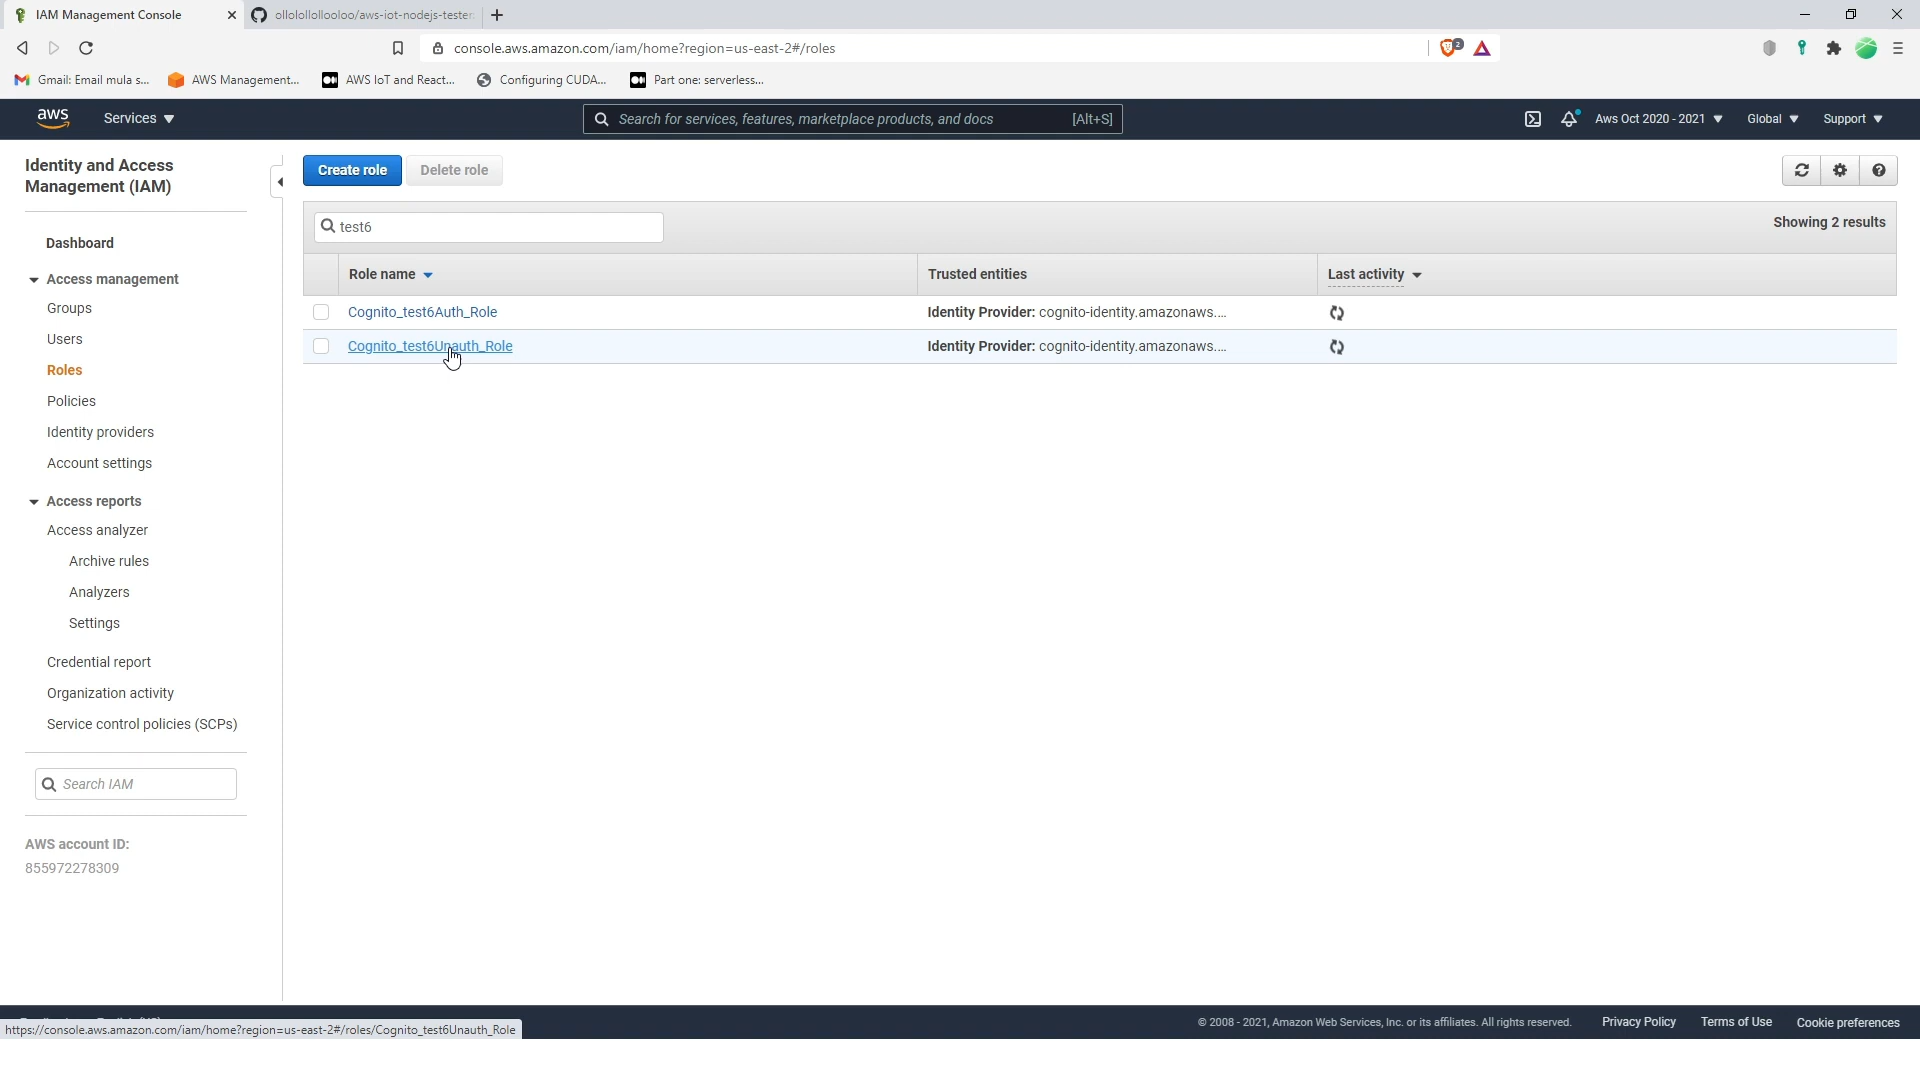 IAM Management Console
ollolollollooloo/aws-iot-nodejs-tester:
console.aws.amazon.com/iam/home?region=us-east-2#/roles
2
Gmail: Email mula s...
AWS Management...
AWS IoT and React...
Configuring CUDA...
Part one: serverless...
aws
Services
Search for services, features, marketplace products, and docs
[Alt+S]
Aws Oct 2020 - 2021
Global
Support
Identity and Access
Management (IAM)
Dashboard
Access management
Groups
Users
Roles
Policies
Identity providers
Account settings
Access reports
Access analyzer
Archive rules
Analyzers
Settings
Credential report
Organization activity
Service control policies (SCPs)
Search IAM
AWS account ID:
855972278309
Create role
Delete role
test6
Showing 2 results
Role name
Trusted entities
Last activity
Cognito_test6Auth_Role
Identity Provider: cognito-identity.amazonaws....
Cognito_test6Unauth_Role
Identity Provider: cognito-identity.amazonaws....
https://console.aws.amazon.com/iam/home?region=us-east-2#/roles/Cognito_test6Unauth_Role
© 2008 - 2021, Amazon Web Services, Inc. or its affiliates. All rights reserved.
Privacy Policy
Terms of Use
Cookie preferences